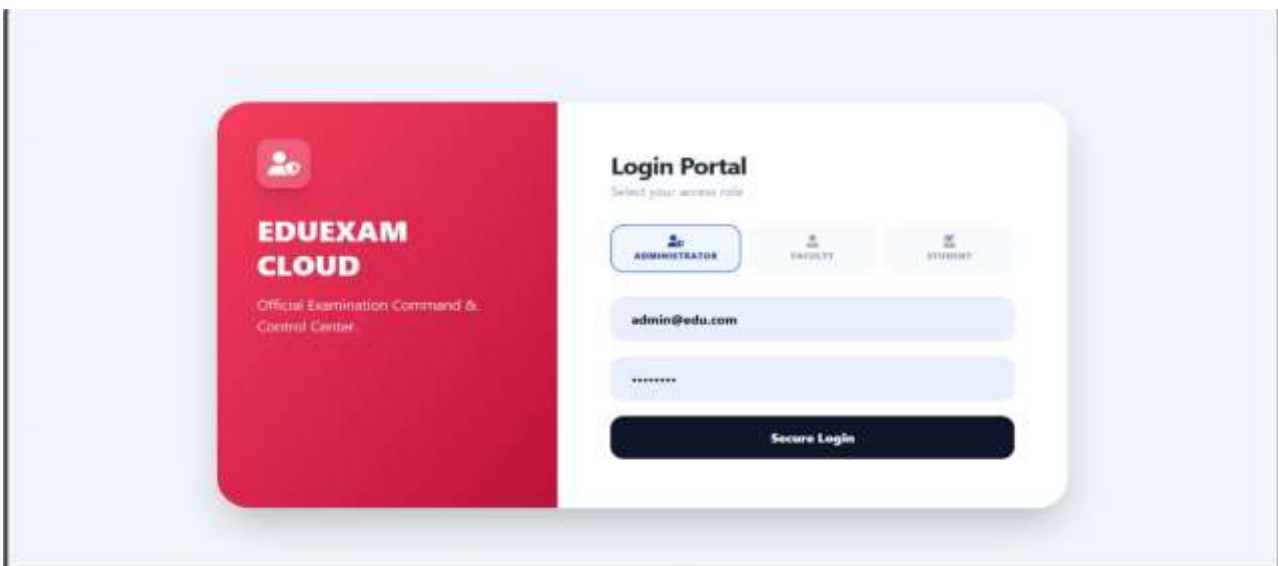 EDUEXAM
CLOUD
Official Examination Command &
Control Center.
Login Portal
Select your access role
ADMINISTRATOR
FACULTY
STUDENT
admin@edu.com
••••••••
Secure Login